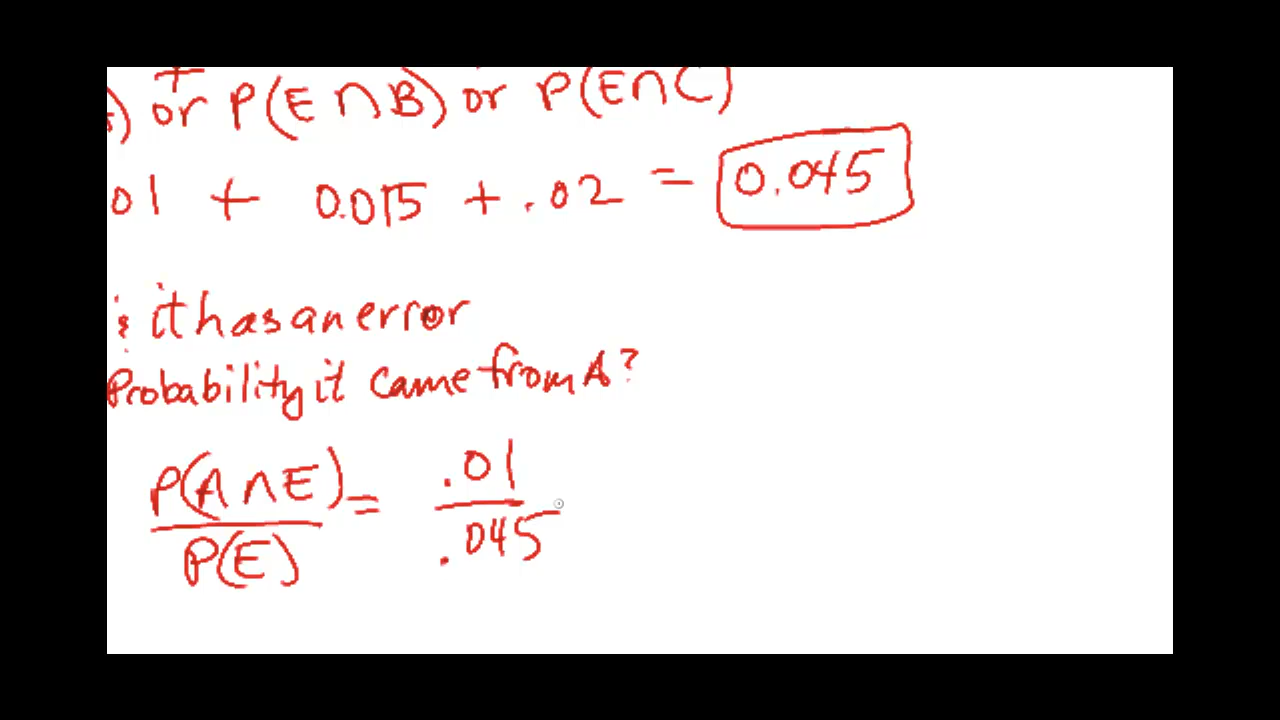 ) or P(E ∩ B) or P(E ∩ C)
+
01 + 0.015 + .02 = 0.045
it has an error
Probability it came from A?
P(A ∩ E) = .01
P(E) .045